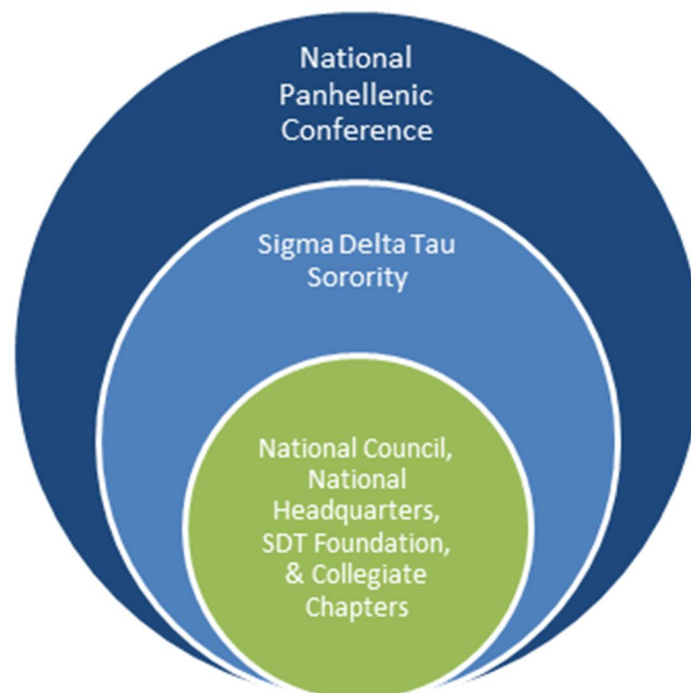 National
Panhellenic
Conference
Sigma Delta Tau
Sorority
National Council,
National
Headquarters,
SDT Foundation,
& Collegiate
Chapters